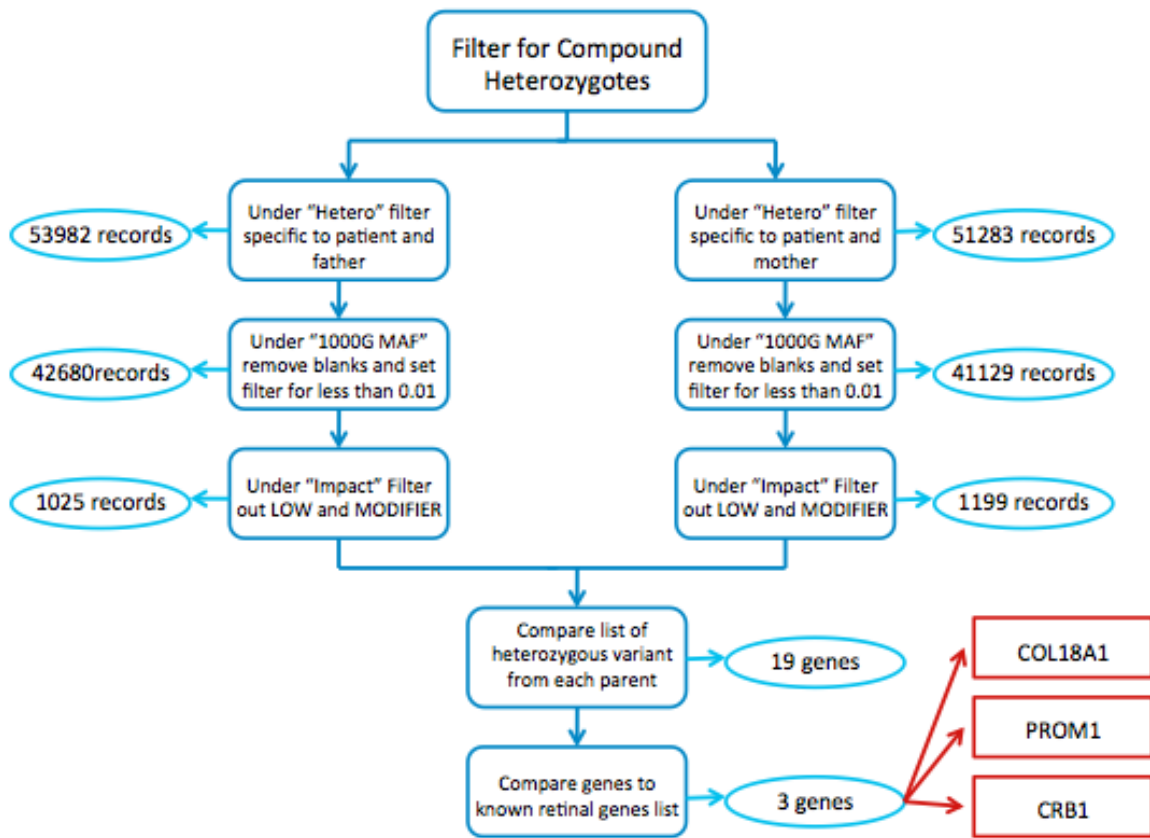 Filter for Compound
Heterozygotes
Under “Hetero” filter
specific to patient and
father
53982 records
Under “Hetero” filter
specific to patient and
mother
51283 records
Under “1000G MAF”
remove blanks and set
filter for less than 0.01
42680records
Under “1000G MAF”
remove blanks and set
filter for less than 0.01
41129 records
Under “Impact” Filter
out LOW and MODIFIER
1025 records
Under “Impact” Filter
out LOW and MODIFIER
1199 records
Compare list of
heterozygous variant
from each parent
19 genes
Compare genes to
known retinal genes list
3 genes
COL18A1
PROM1
CRB1